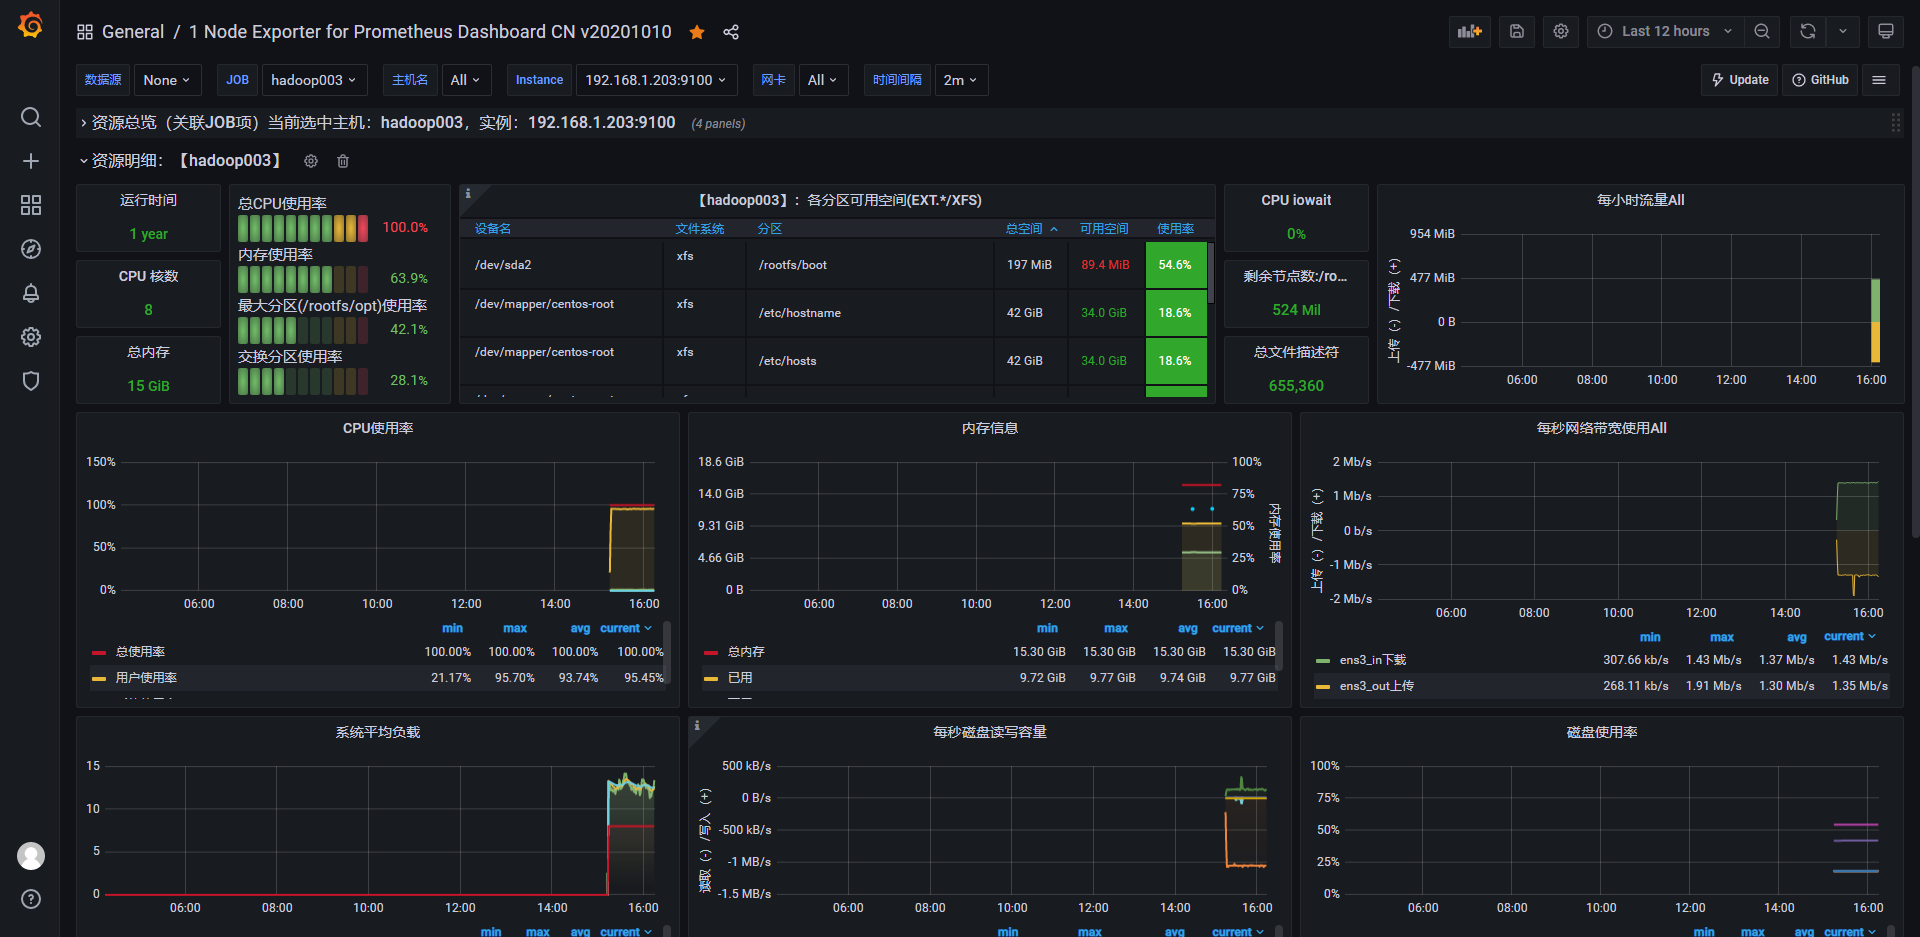 General / 1 Node Exporter for Prometheus Dashboard CN v20201010
Last 12 hours
数据源 None JOB hadoop003 主机名 All Instance 192.168.1.203:9100 网卡 All 时间间隔 2m Update GitHub
资源总览（关联JOB项）当前选中主机：hadoop003，实例：192.168.1.203:9100 (4 panels)
资源明细：【hadoop003】
运行时间
1 year
CPU 核数
8
总内存
15 GiB
总CPU使用率
100.0%
内存使用率
63.9%
最大分区(/rootfs/opt)使用率
42.1%
交换分区使用率
28.1%
【hadoop003】：各分区可用空间(EXT.*/XFS)
设备名 文件系统 分区 总空间 可用空间 使用率
/dev/sda2 xfs /rootfs/boot 197 MiB 89.4 MiB 54.6%
/dev/mapper/centos-root xfs /etc/hostname 42 GiB 34.0 GiB 18.6%
/dev/mapper/centos-root xfs /etc/hosts 42 GiB 34.0 GiB 18.6%
CPU iowait
0%
剩余节点数:/ro...
524 Mil
总文件描述符
655,360
每小时流量All
上传（-）/下载（+）
954 MiB
477 MiB
0 B
-477 MiB
06:00 08:00 10:00 12:00 14:00 16:00
CPU使用率
150%
100%
50%
0%
06:00 08:00 10:00 12:00 14:00 16:00
min max avg current
总使用率 100.00% 100.00% 100.00% 100.00%
用户使用率 21.17% 95.70% 93.74% 95.45%
内存信息
18.6 GiB 100%
14.0 GiB 75%
9.31 GiB 50%
4.66 GiB 25%
0 B 0%
内存使用率
06:00 08:00 10:00 12:00 14:00 16:00
min max avg current
总内存 15.30 GiB 15.30 GiB 15.30 GiB 15.30 GiB
已用 9.72 GiB 9.77 GiB 9.74 GiB 9.77 GiB
每秒网络带宽使用All
上传（-）/下载（+）
2 Mb/s
1 Mb/s
0 b/s
-1 Mb/s
-2 Mb/s
06:00 08:00 10:00 12:00 14:00 16:00
min max avg current
ens3_in下载 307.66 kb/s 1.43 Mb/s 1.37 Mb/s 1.43 Mb/s
ens3_out上传 268.11 kb/s 1.91 Mb/s 1.30 Mb/s 1.35 Mb/s
系统平均负载
15
10
5
0
06:00 08:00 10:00 12:00 14:00 16:00
min max avg current
每秒磁盘读写容量
读取（-）/写入（+）
500 kB/s
0 B/s
-500 kB/s
-1 MB/s
-1.5 MB/s
06:00 08:00 10:00 12:00 14:00 16:00
min max avg current
磁盘使用率
100%
75%
50%
25%
0%
06:00 08:00 10:00 12:00 14:00 16:00
min max avg current